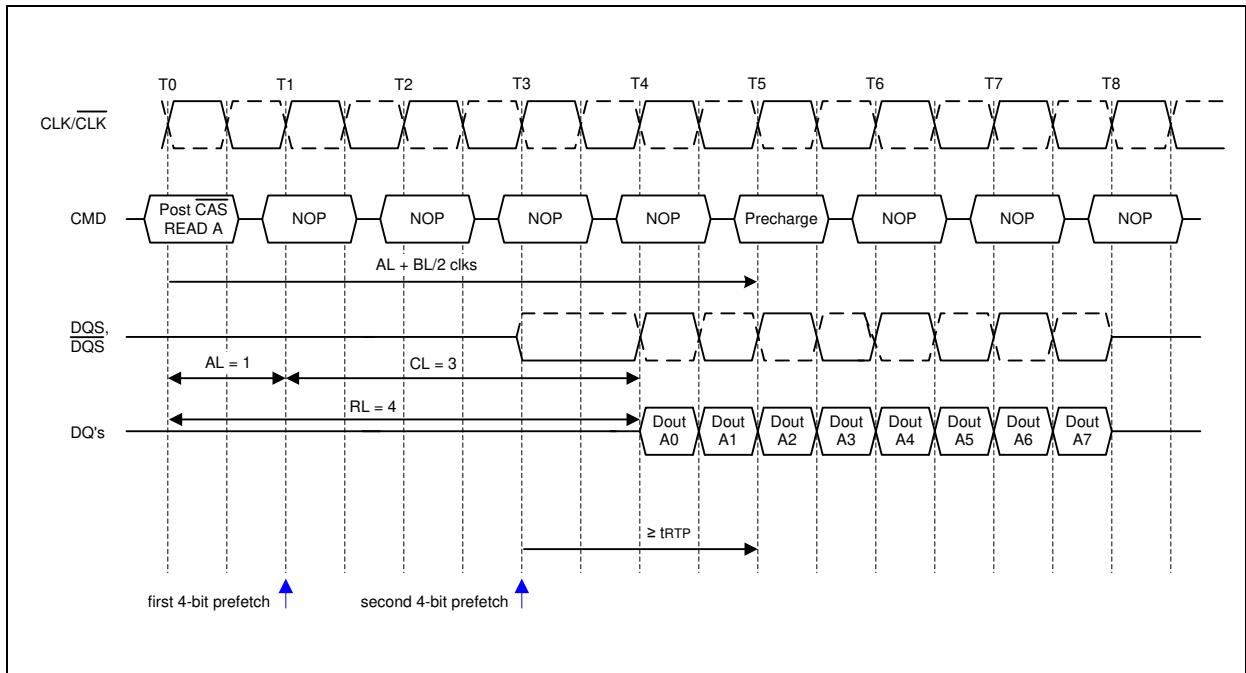 T0 T1 T2 T3 T4 T5 T6 T7 T8
CLK/CLK
CMD
Post CAS
READ A
NOP NOP NOP NOP Precharge NOP NOP NOP
AL + BL/2 clks
DQS,
DQS
AL = 1 CL = 3
RL = 4
DQ's
Dout Dout Dout Dout Dout Dout Dout Dout
A0 A1 A2 A3 A4 A5 A6 A7
≥ tRTP
first 4-bit prefetch second 4-bit prefetch